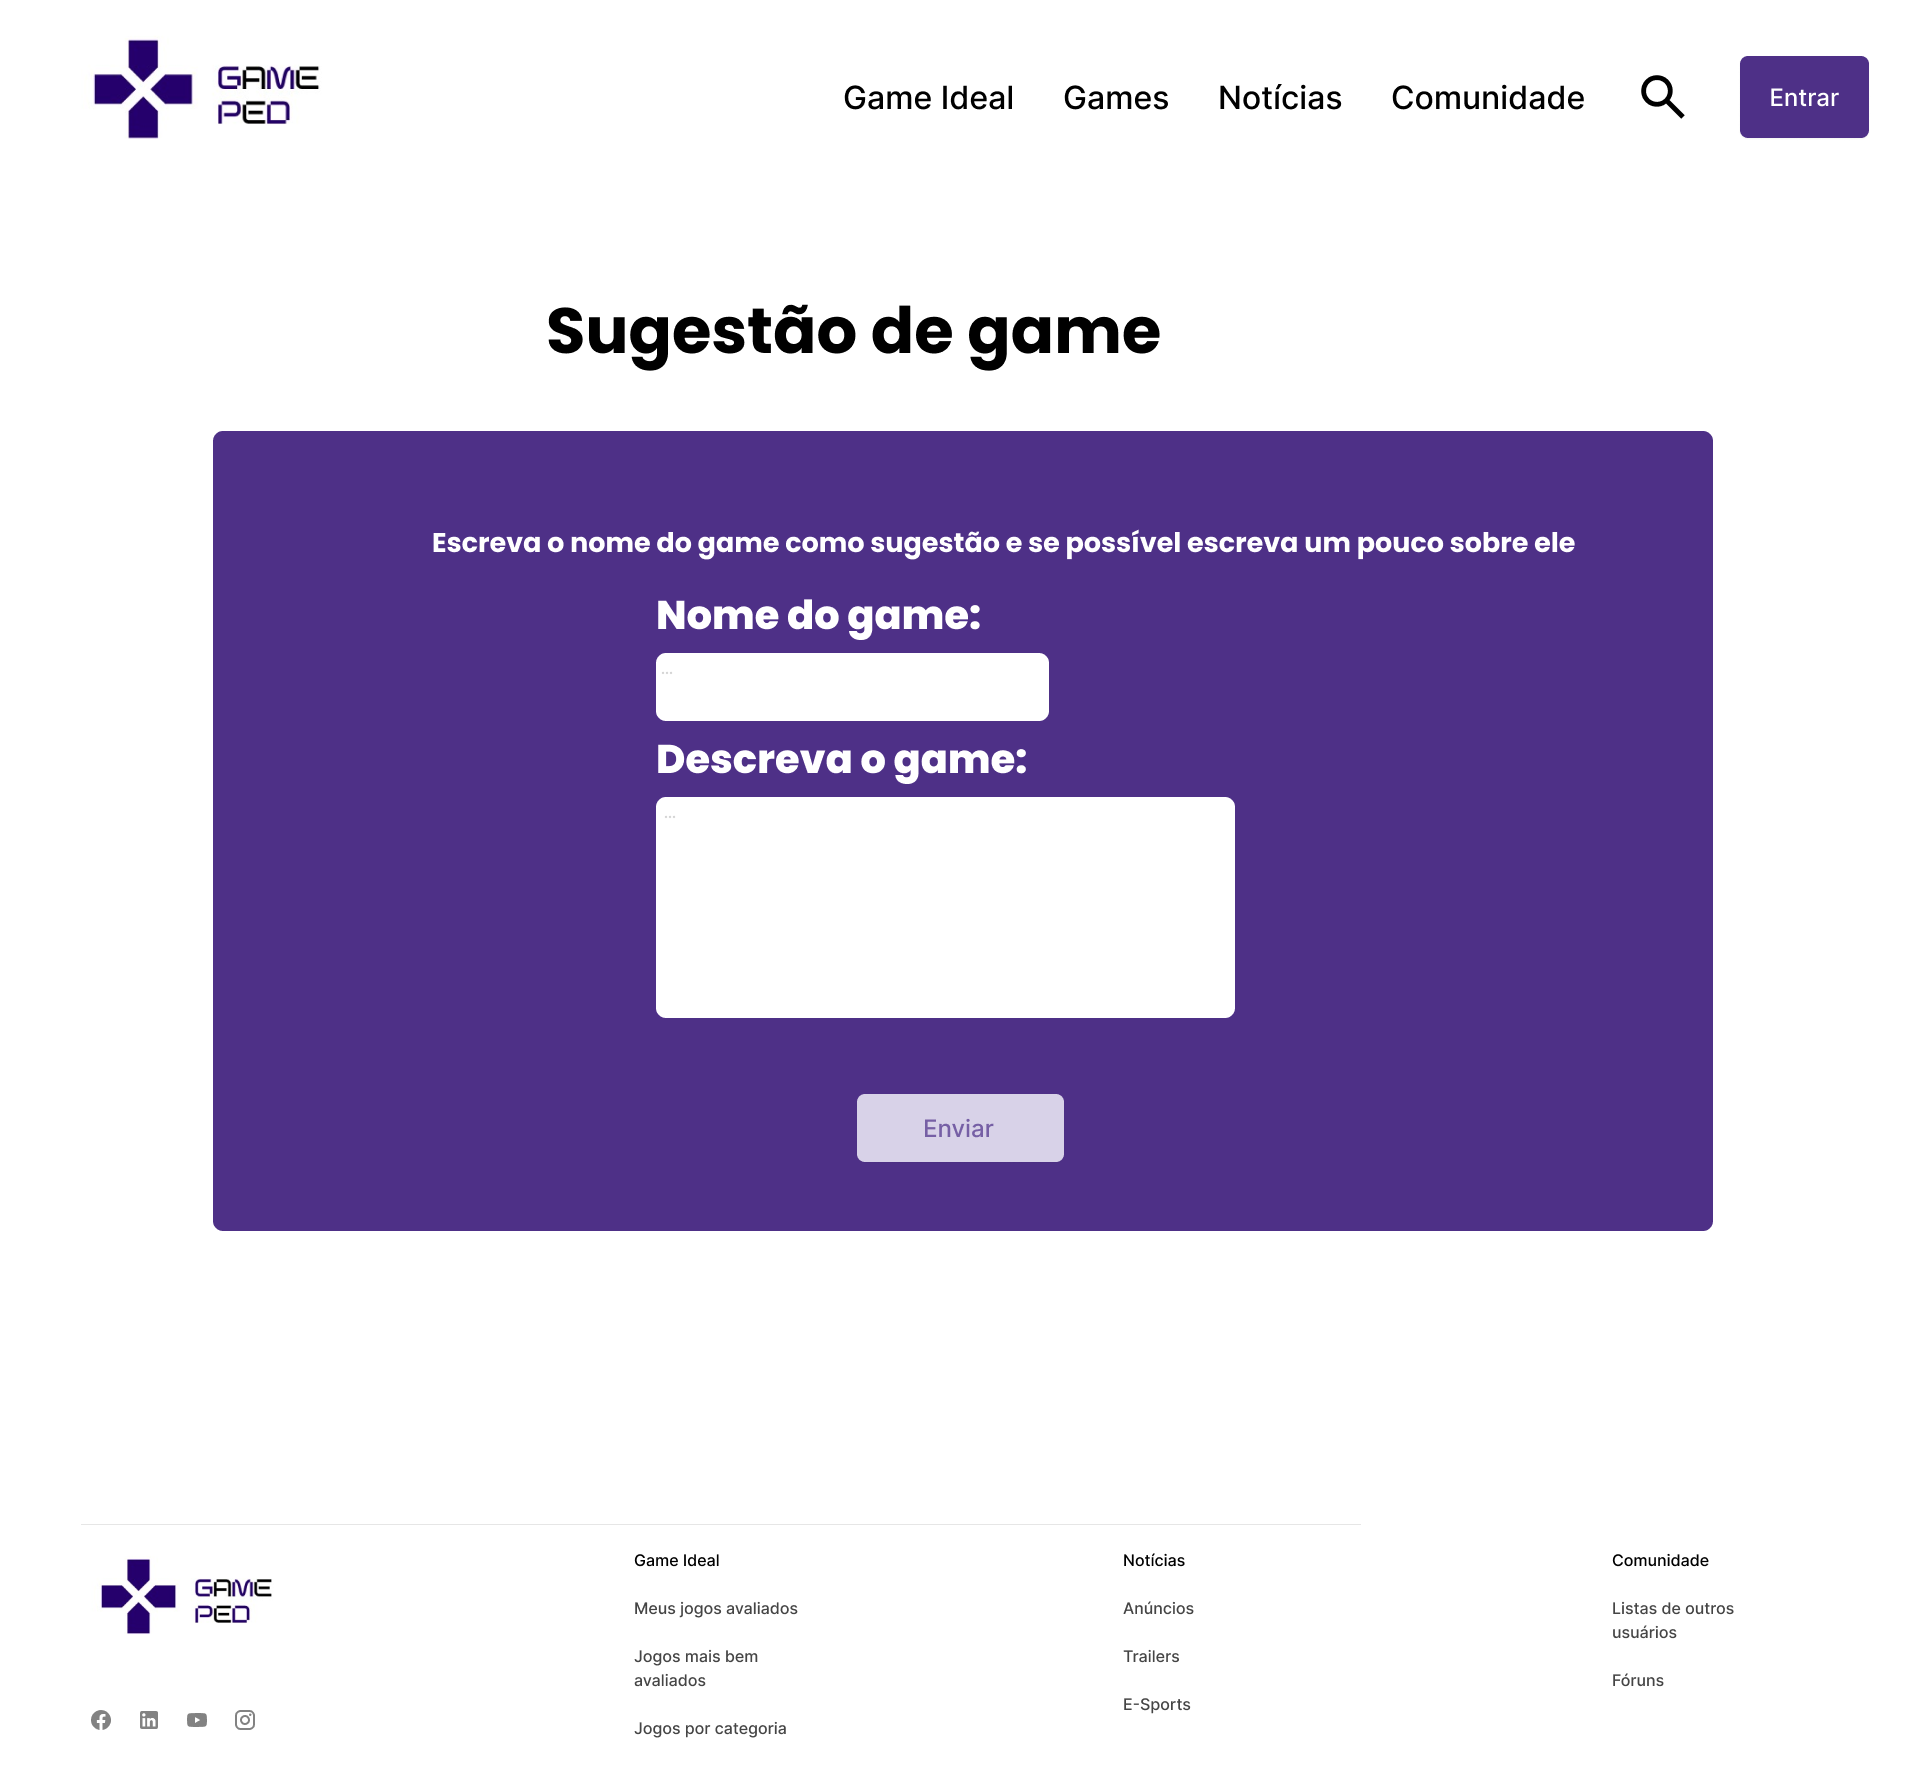 GAME
PED
Game Ideal
Games
Notícias
Comunidade
Entrar
Sugestão de game
Escreva o nome do game como sugestão e se possível escreva um pouco sobre ele
Nome do game:
...
Descreva o game:
...
Enviar
GAME
PED
Game Ideal
Meus jogos avaliados
Jogos mais bem
avaliados
Jogos por categoria
Notícias
Anúncios
Trailers
E-Sports
Comunidade
Listas de outros
usuários
Fóruns